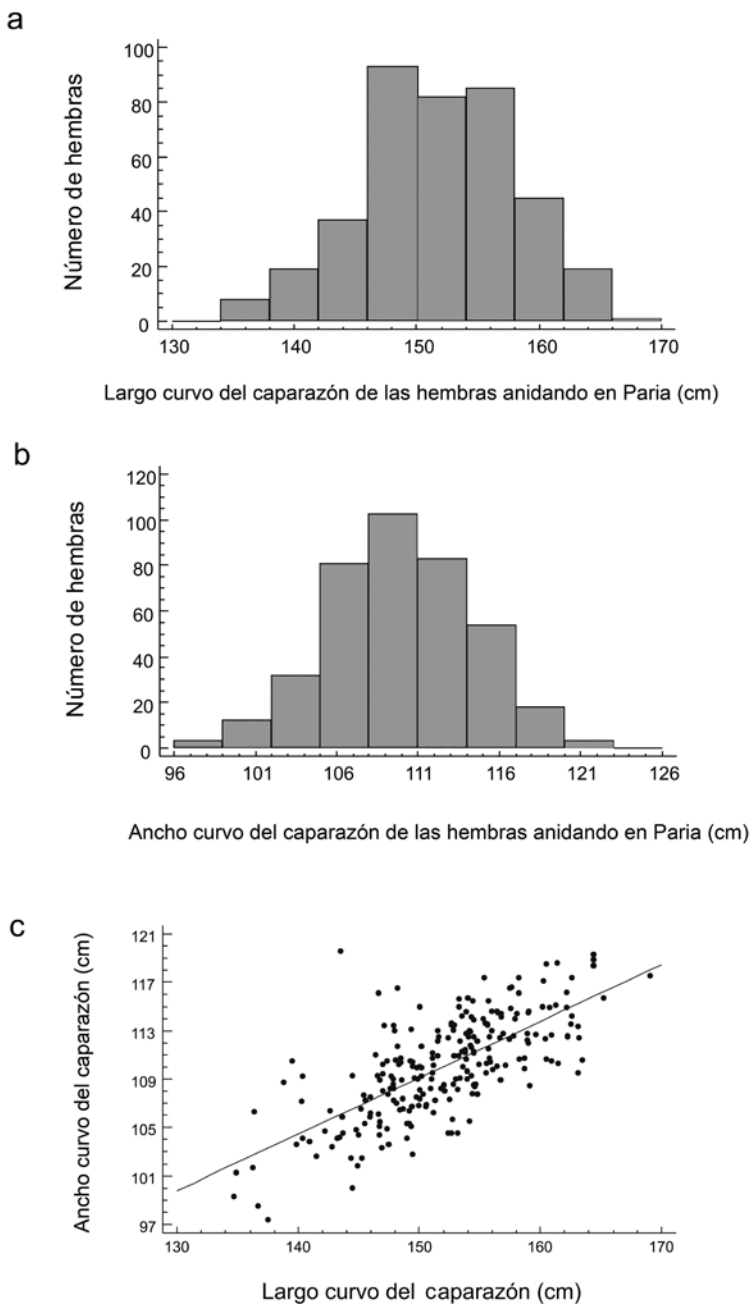 a
Número de hembras
100
80
60
40
20
0
130 140 150 160 170
Largo curvo del caparazón de las hembras anidando en Paria (cm)
b
Número de hembras
120
100
80
60
40
20
0
96 101 106 111 116 121 126
Ancho curvo del caparazón de las hembras anidando en Paria (cm)
c
Ancho curvo del caparazón (cm)
121
117
113
109
105
101
97
130 140 150 160 170
Largo curvo del caparazón (cm)